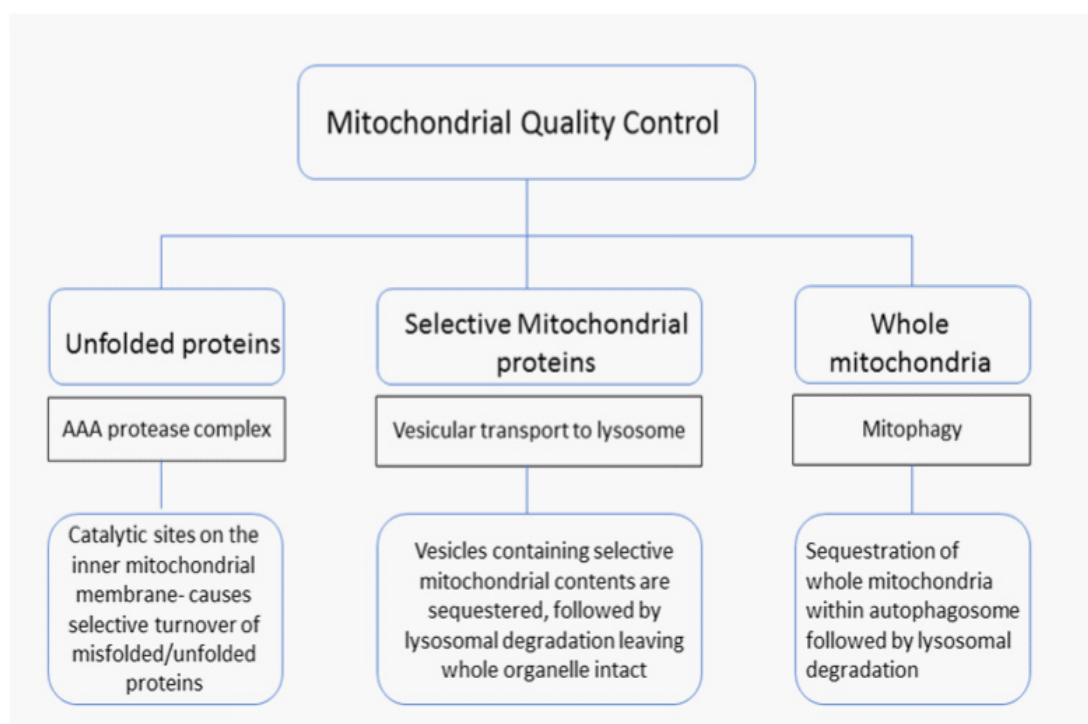 Mitochondrial Quality Control
Unfolded proteins
AAA protease complex
Catalytic sites on the
inner mitochondrial
membrane- causes
selective turnover of
misfolded/unfolded
proteins
Selective Mitochondrial
proteins
Vesicular transport to lysosome
Vesicles containing selective
mitochondrial contents are
sequestered, followed by
lysosomal degradation leaving
whole organelle intact
Whole
mitochondria
Mitophagy
Sequestration of
whole mitochondria
within autophagosome
followed by lysosomal
degradation